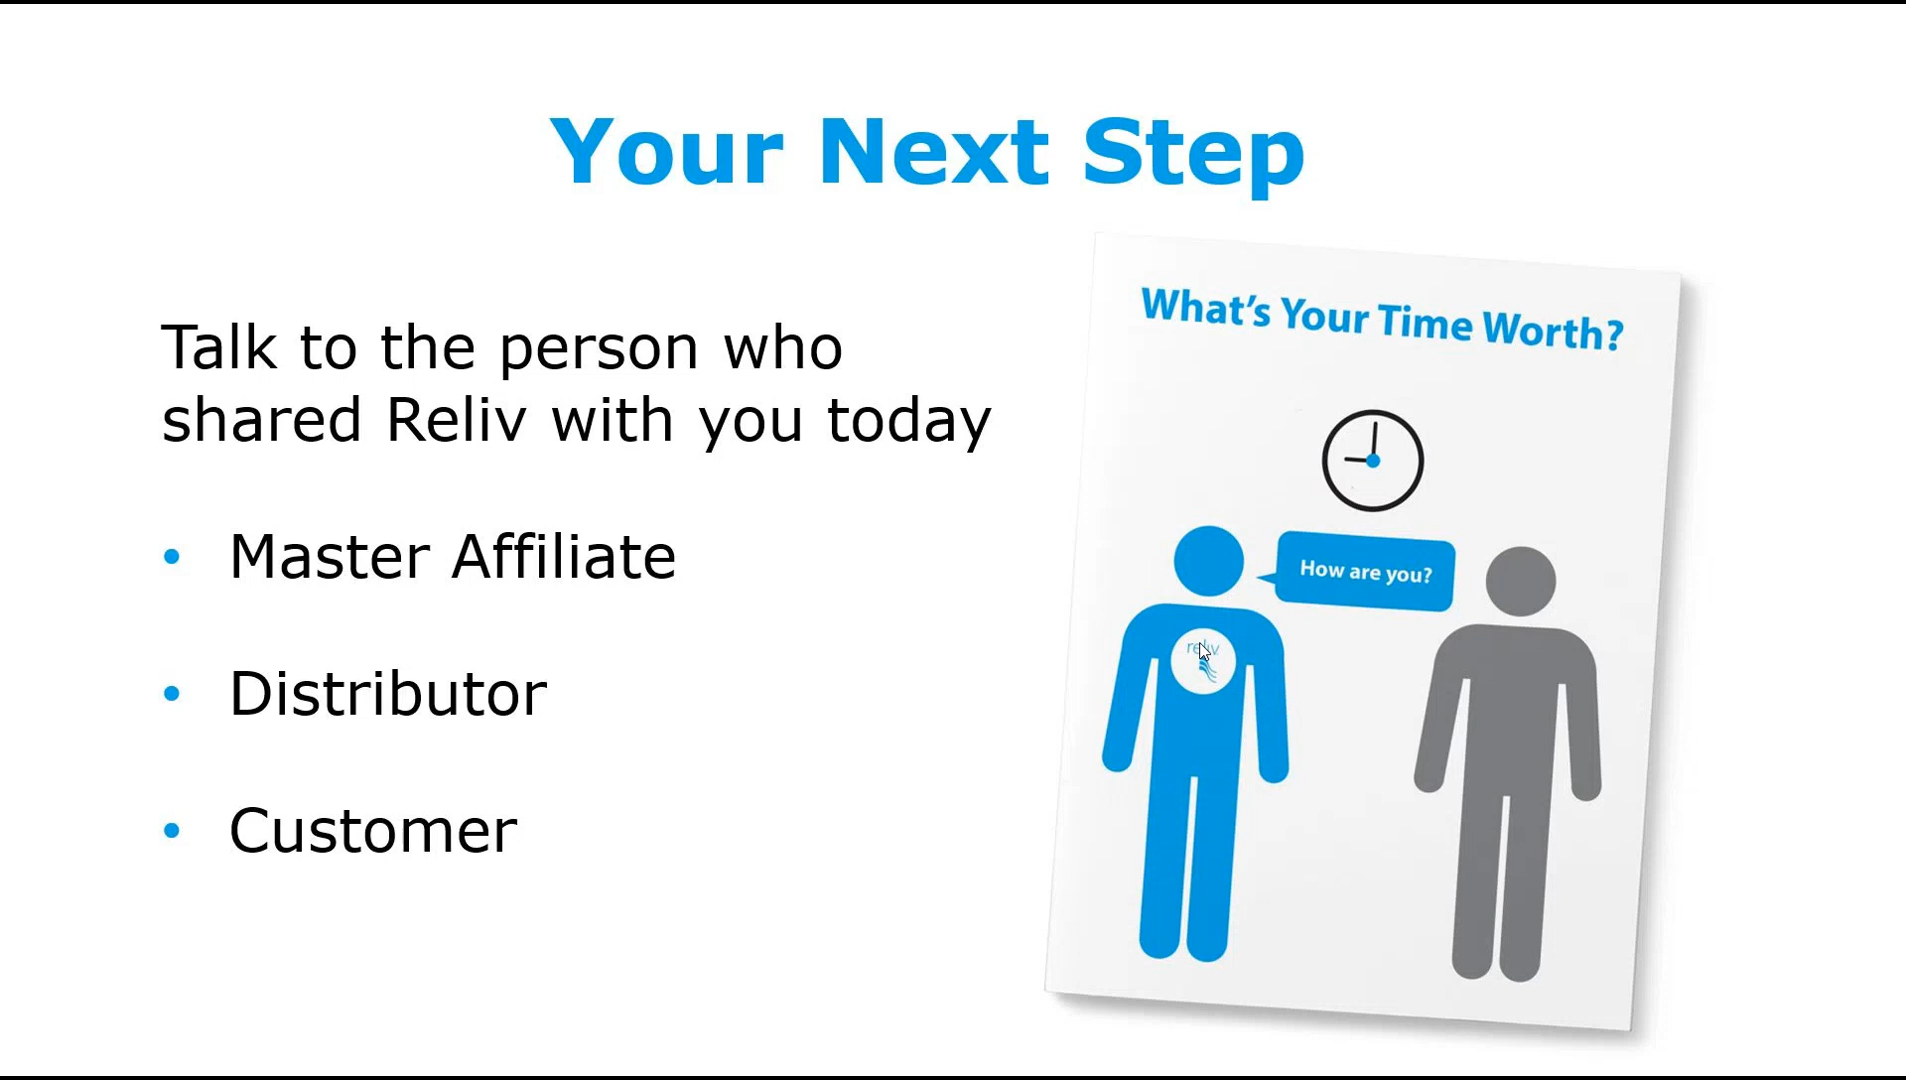 Your Next Step
Talk to the person who
shared Reliv with you today
• Master Affiliate
• Distributor
• Customer
What's Your Time Worth?
How are you?
reliv